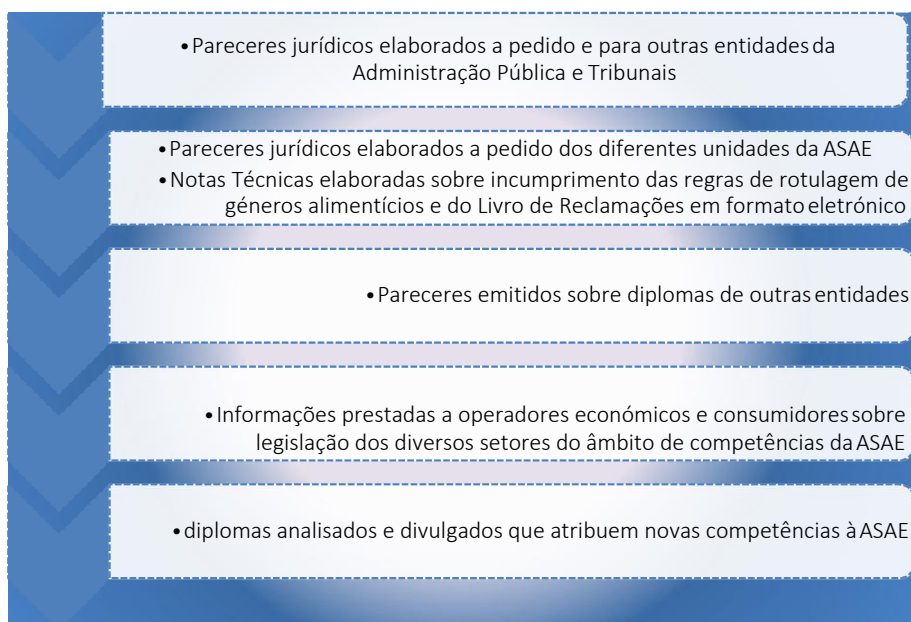 •Pareceres jurídicos elaborados a pedido e para outras entidades da
Administração Pública e Tribunais
•Pareceres jurídicos elaborados a pedido dos diferentes unidades da ASAE
•Notas Técnicas elaboradas sobre incumprimento das regras de rotulagem de
géneros alimentícios e do Livro de Reclamações em formato eletrónico
•Pareceres emitidos sobre diplomas de outras entidades
•Informações prestadas a operadores económicos e consumidores sobre
legislação dos diversos setores do âmbito de competências da ASAE
•diplomas analisados e divulgados que atribuem novas competências à ASAE